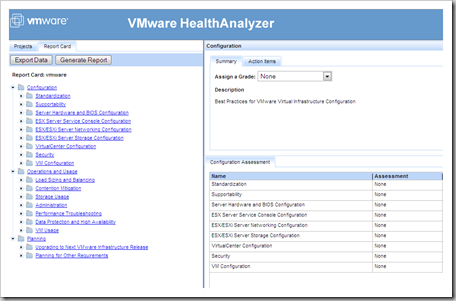 vmware
VMware HealthAnalyzer
Projects
Report Card
Export Data
Generate Report
Report Card: vmware
Configuration
Standardization
Supportability
Server Hardware and BIOS Configuration
ESX Server Service Console Configuration
ESX/ESXi Server Networking Configuration
ESX/ESXi Server Storage Configuration
VirtualCenter Configuration
Security
VM Configuration
Operations and Usage
Load Sizing and Balancing
Contention Mitigation
Storage Usage
Administration
Performance Troubleshooting
Data Protection and High Availability
VM Usage
Planning
Upgrading to Next VMware Infrastructure Release
Planning for Other Requirements
Configuration
Summary
Action Items
Assign a Grade: None
Description
Best Practices for VMware Virtual Infrastructure Configuration
Configuration Assessment
Name Assessment
Standardization None
Supportability None
Server Hardware and BIOS Configuration None
ESX Server Service Console Configuration None
ESX/ESXi Server Networking Configuration None
ESX/ESXi Server Storage Configuration None
VirtualCenter Configuration None
Security None
VM Configuration None